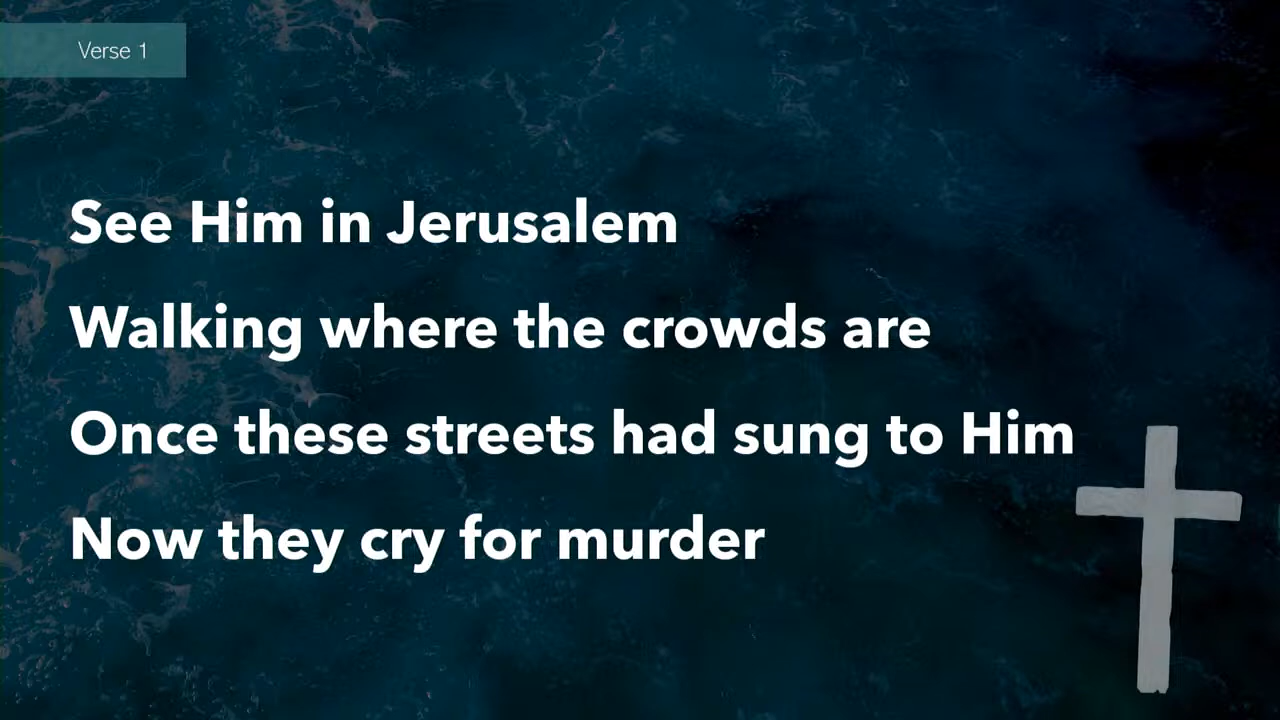 Verse 1
See Him in Jerusalem
Walking where the crowds are
Once these streets had sung to Him
Now they cry for murder